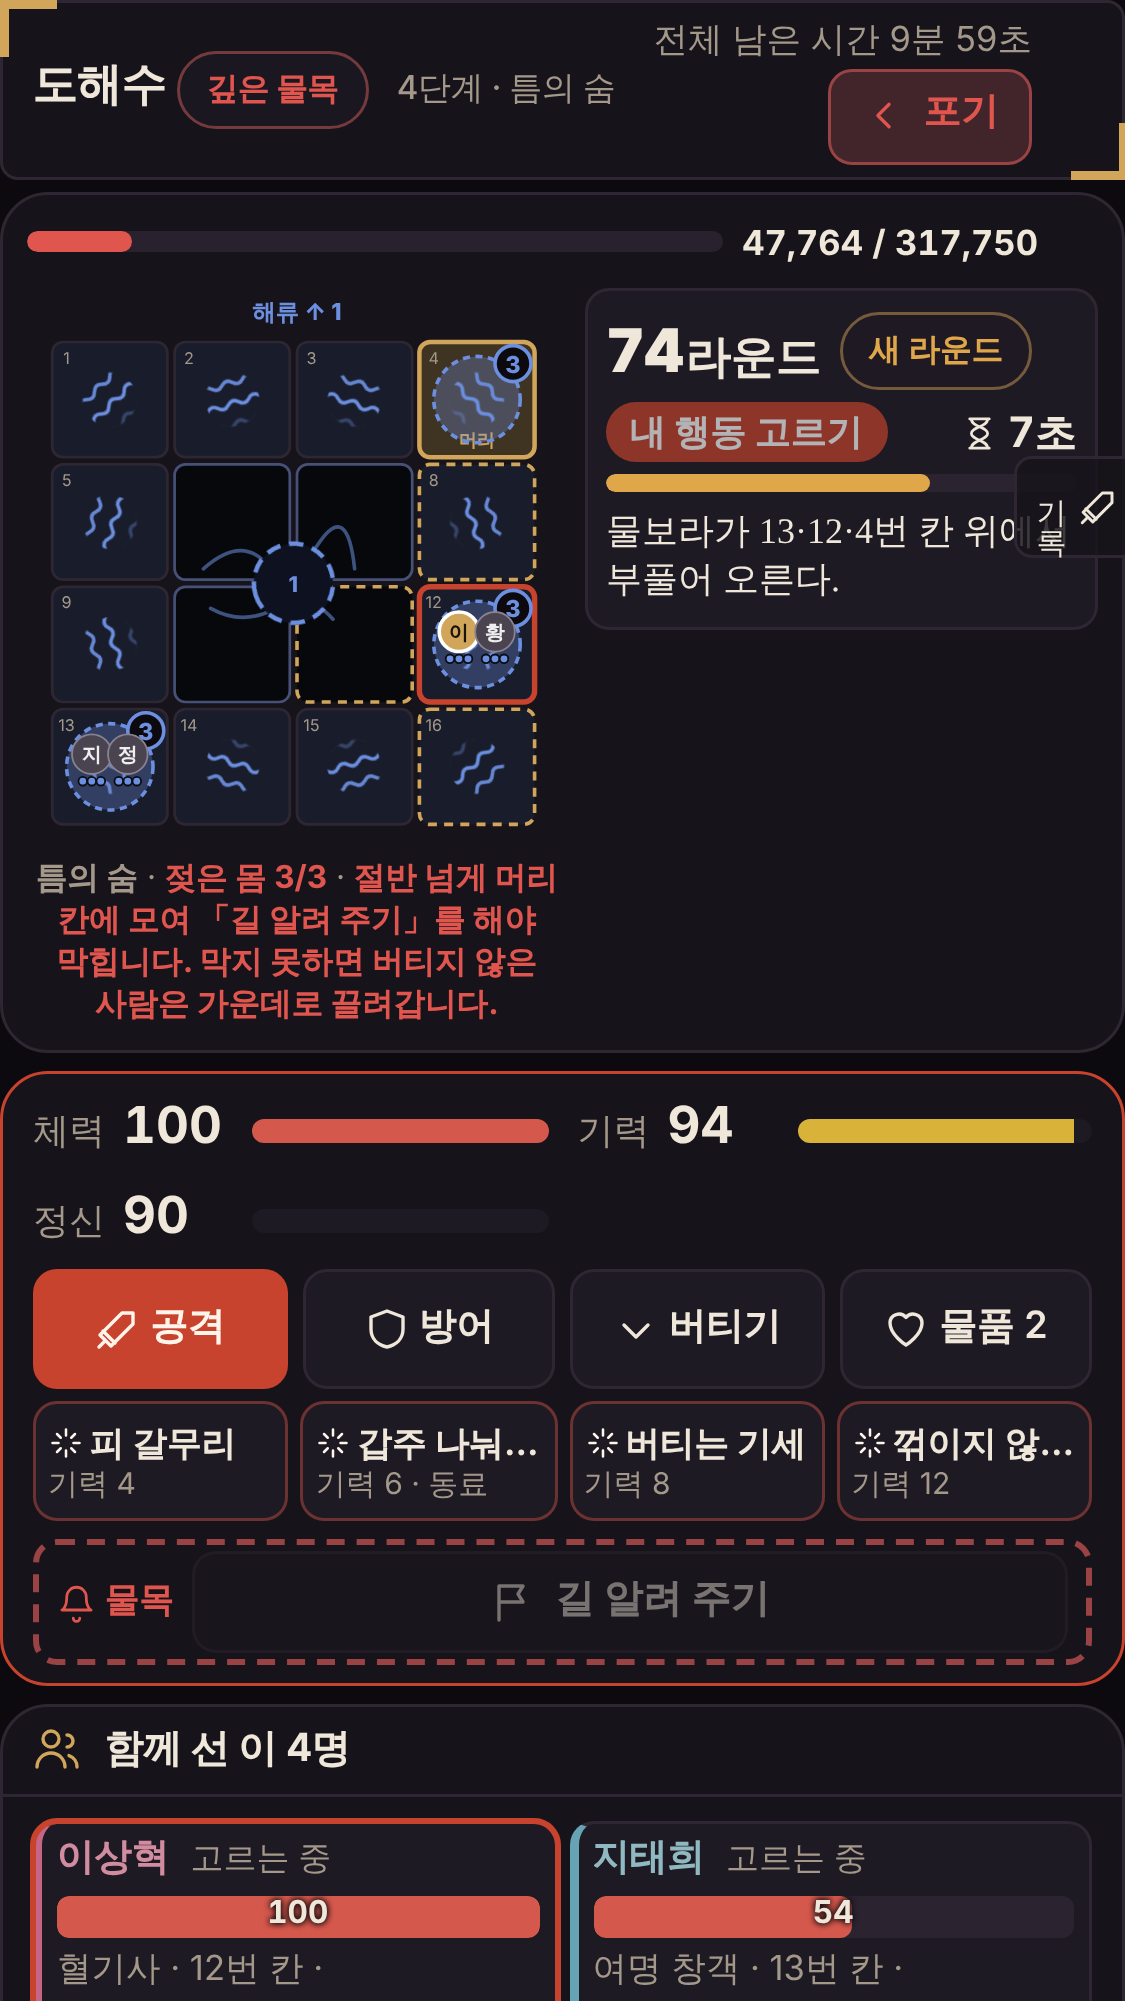 전체 남은 시간 9분 59초
도해수 깊은 물목 4단계 · 틈의 숨
포기
47,764 / 317,750
해류 ↑ 1
1 2 3 4 3
머리
5 8
1
9 12 3
이 황
13 3 14 15 16
지 정
74라운드 새 라운드
내 행동 고르기 7초
물보라가 13·12·4번 칸 위에
부풀어 오른다.
기록
틈의 숨 · 젖은 몸 3/3 · 절반 넘게 머리
칸에 모여 「길 알려 주기」를 해야
막힙니다. 막지 못하면 버티지 않은
사람은 가운데로 끌려갑니다.
체력 100 기력 94
정신 90
공격 방어 버티기 물품 2
피 갈무리 갑주 나눠… 버티는 기세 꺾이지 않…
기력 4 기력 6 · 동료 기력 8 기력 12
물목 길 알려 주기
함께 선 이 4명
이상혁 고르는 중 지태희 고르는 중
100 54
혈기사 · 12번 칸 · 여명 창객 · 13번 칸 ·